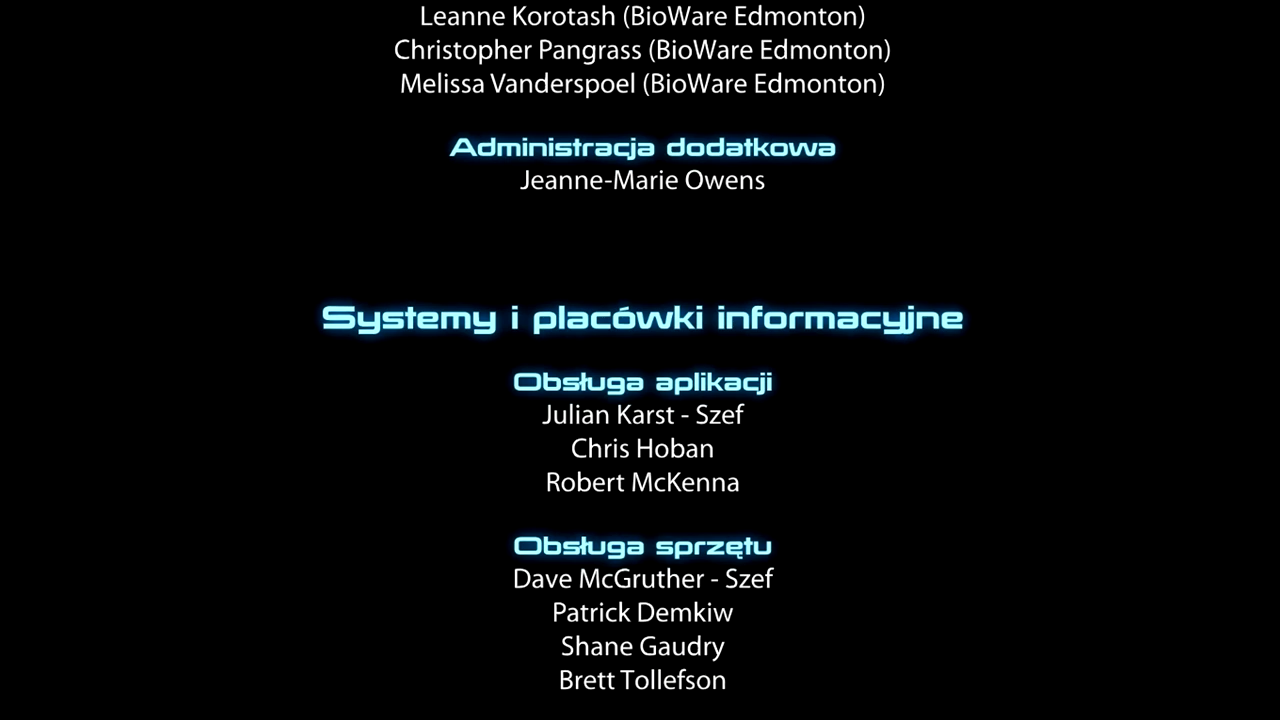 Leanne Korotash (BioWare Edmonton)
Christopher Pangrass (BioWare Edmonton)
Melissa Vanderspoel (BioWare Edmonton)
Administracja dodatkowa
Jeanne-Marie Owens
Systemy i placówki informacyjne
Obsługa aplikacji
Julian Karst - Szef
Chris Hoban
Robert McKenna
Obsługa sprzętu
Dave McGruther - Szef
Patrick Demkiw
Shane Gaudry
Brett Tollefson